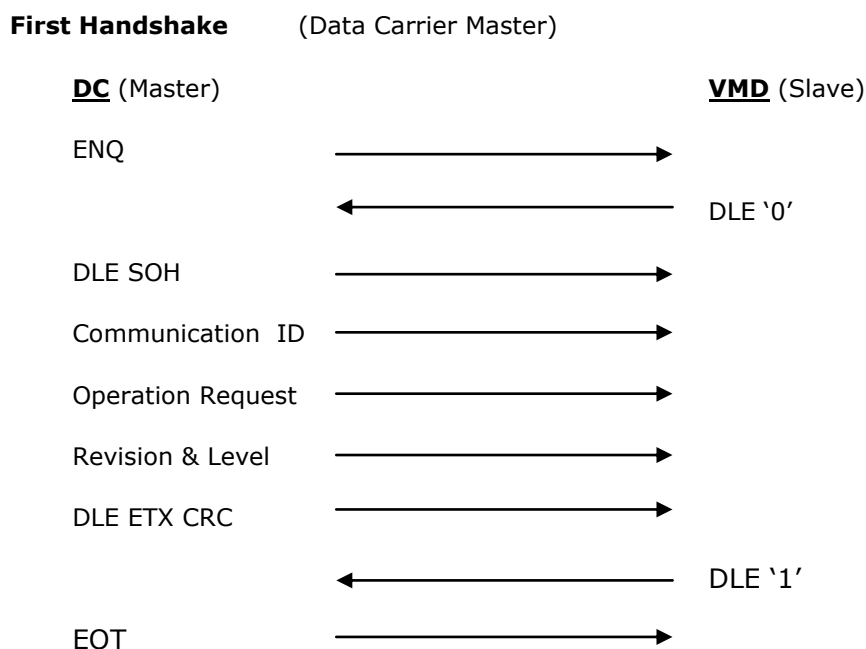 First Handshake (Data Carrier Master)
DC (Master) VMD (Slave)
ENQ
DLE ‘0’
DLE SOH
Communication ID
Operation Request
Revision & Level
DLE ETX CRC
DLE ‘1’
EOT